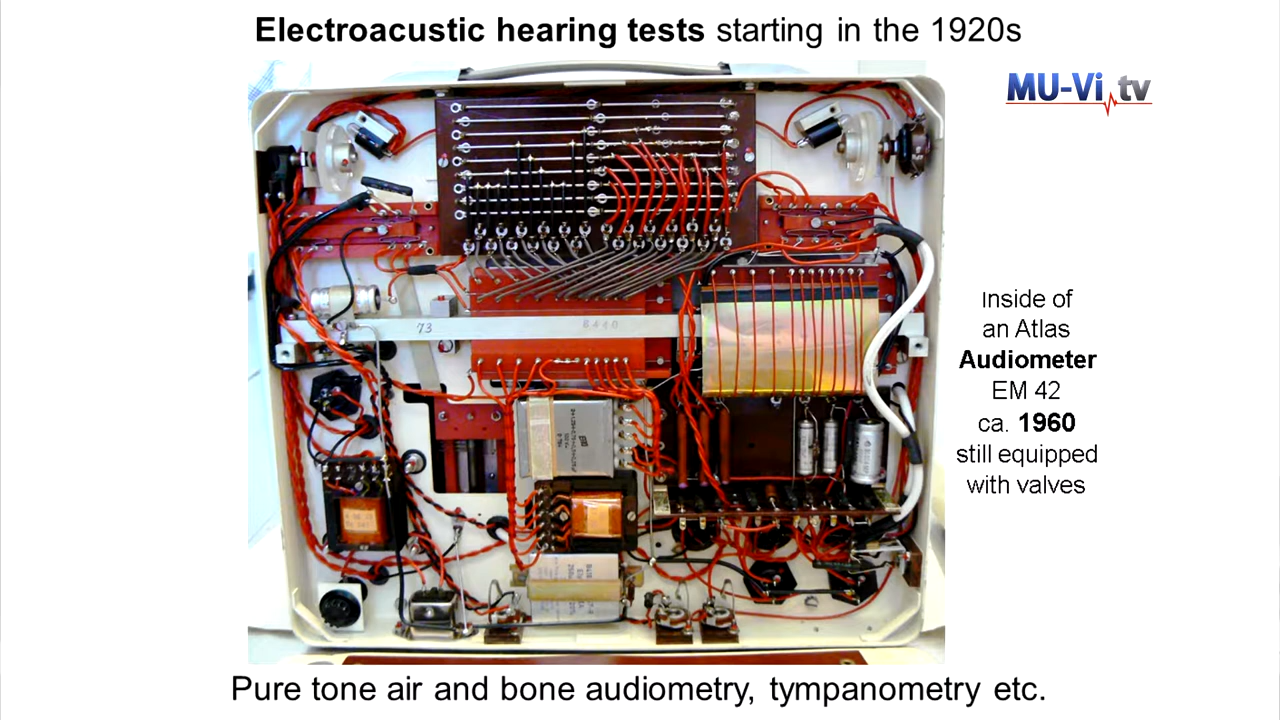 Electroacustic hearing tests starting in the 1920s
MU-Vi.tv
73
6440
Inside of
an Atlas
Audiometer
EM 42
ca. 1960
still equipped
with valves
Pure tone air and bone audiometry, tympanometry etc.